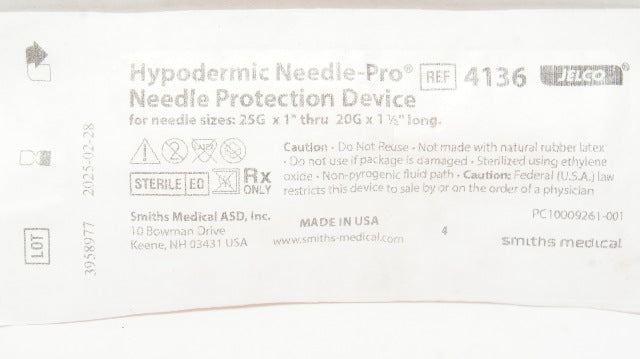 Hypodermic Needle-Pro® REF 4136 JELCO®
Needle Protection Device
for needle sizes: 25G x 1" thru 20G x 1 ½" long.
Caution • Do Not Reuse • Not made with natural rubber latex
• Do not use if package is damaged • Sterilized using ethylene
oxide • Non-pyrogenic fluid path • Caution: Federal (U.S.A.) law
restricts this device to sale by or on the order of a physician
2
STERILE EO Rx ONLY
Smiths Medical ASD, Inc.
10 Bowman Drive
Keene, NH 03431 USA
MADE IN USA
www.smiths-medical.com
4
PC10009261-001
smiths medical
2025-02-28
LOT 3958977